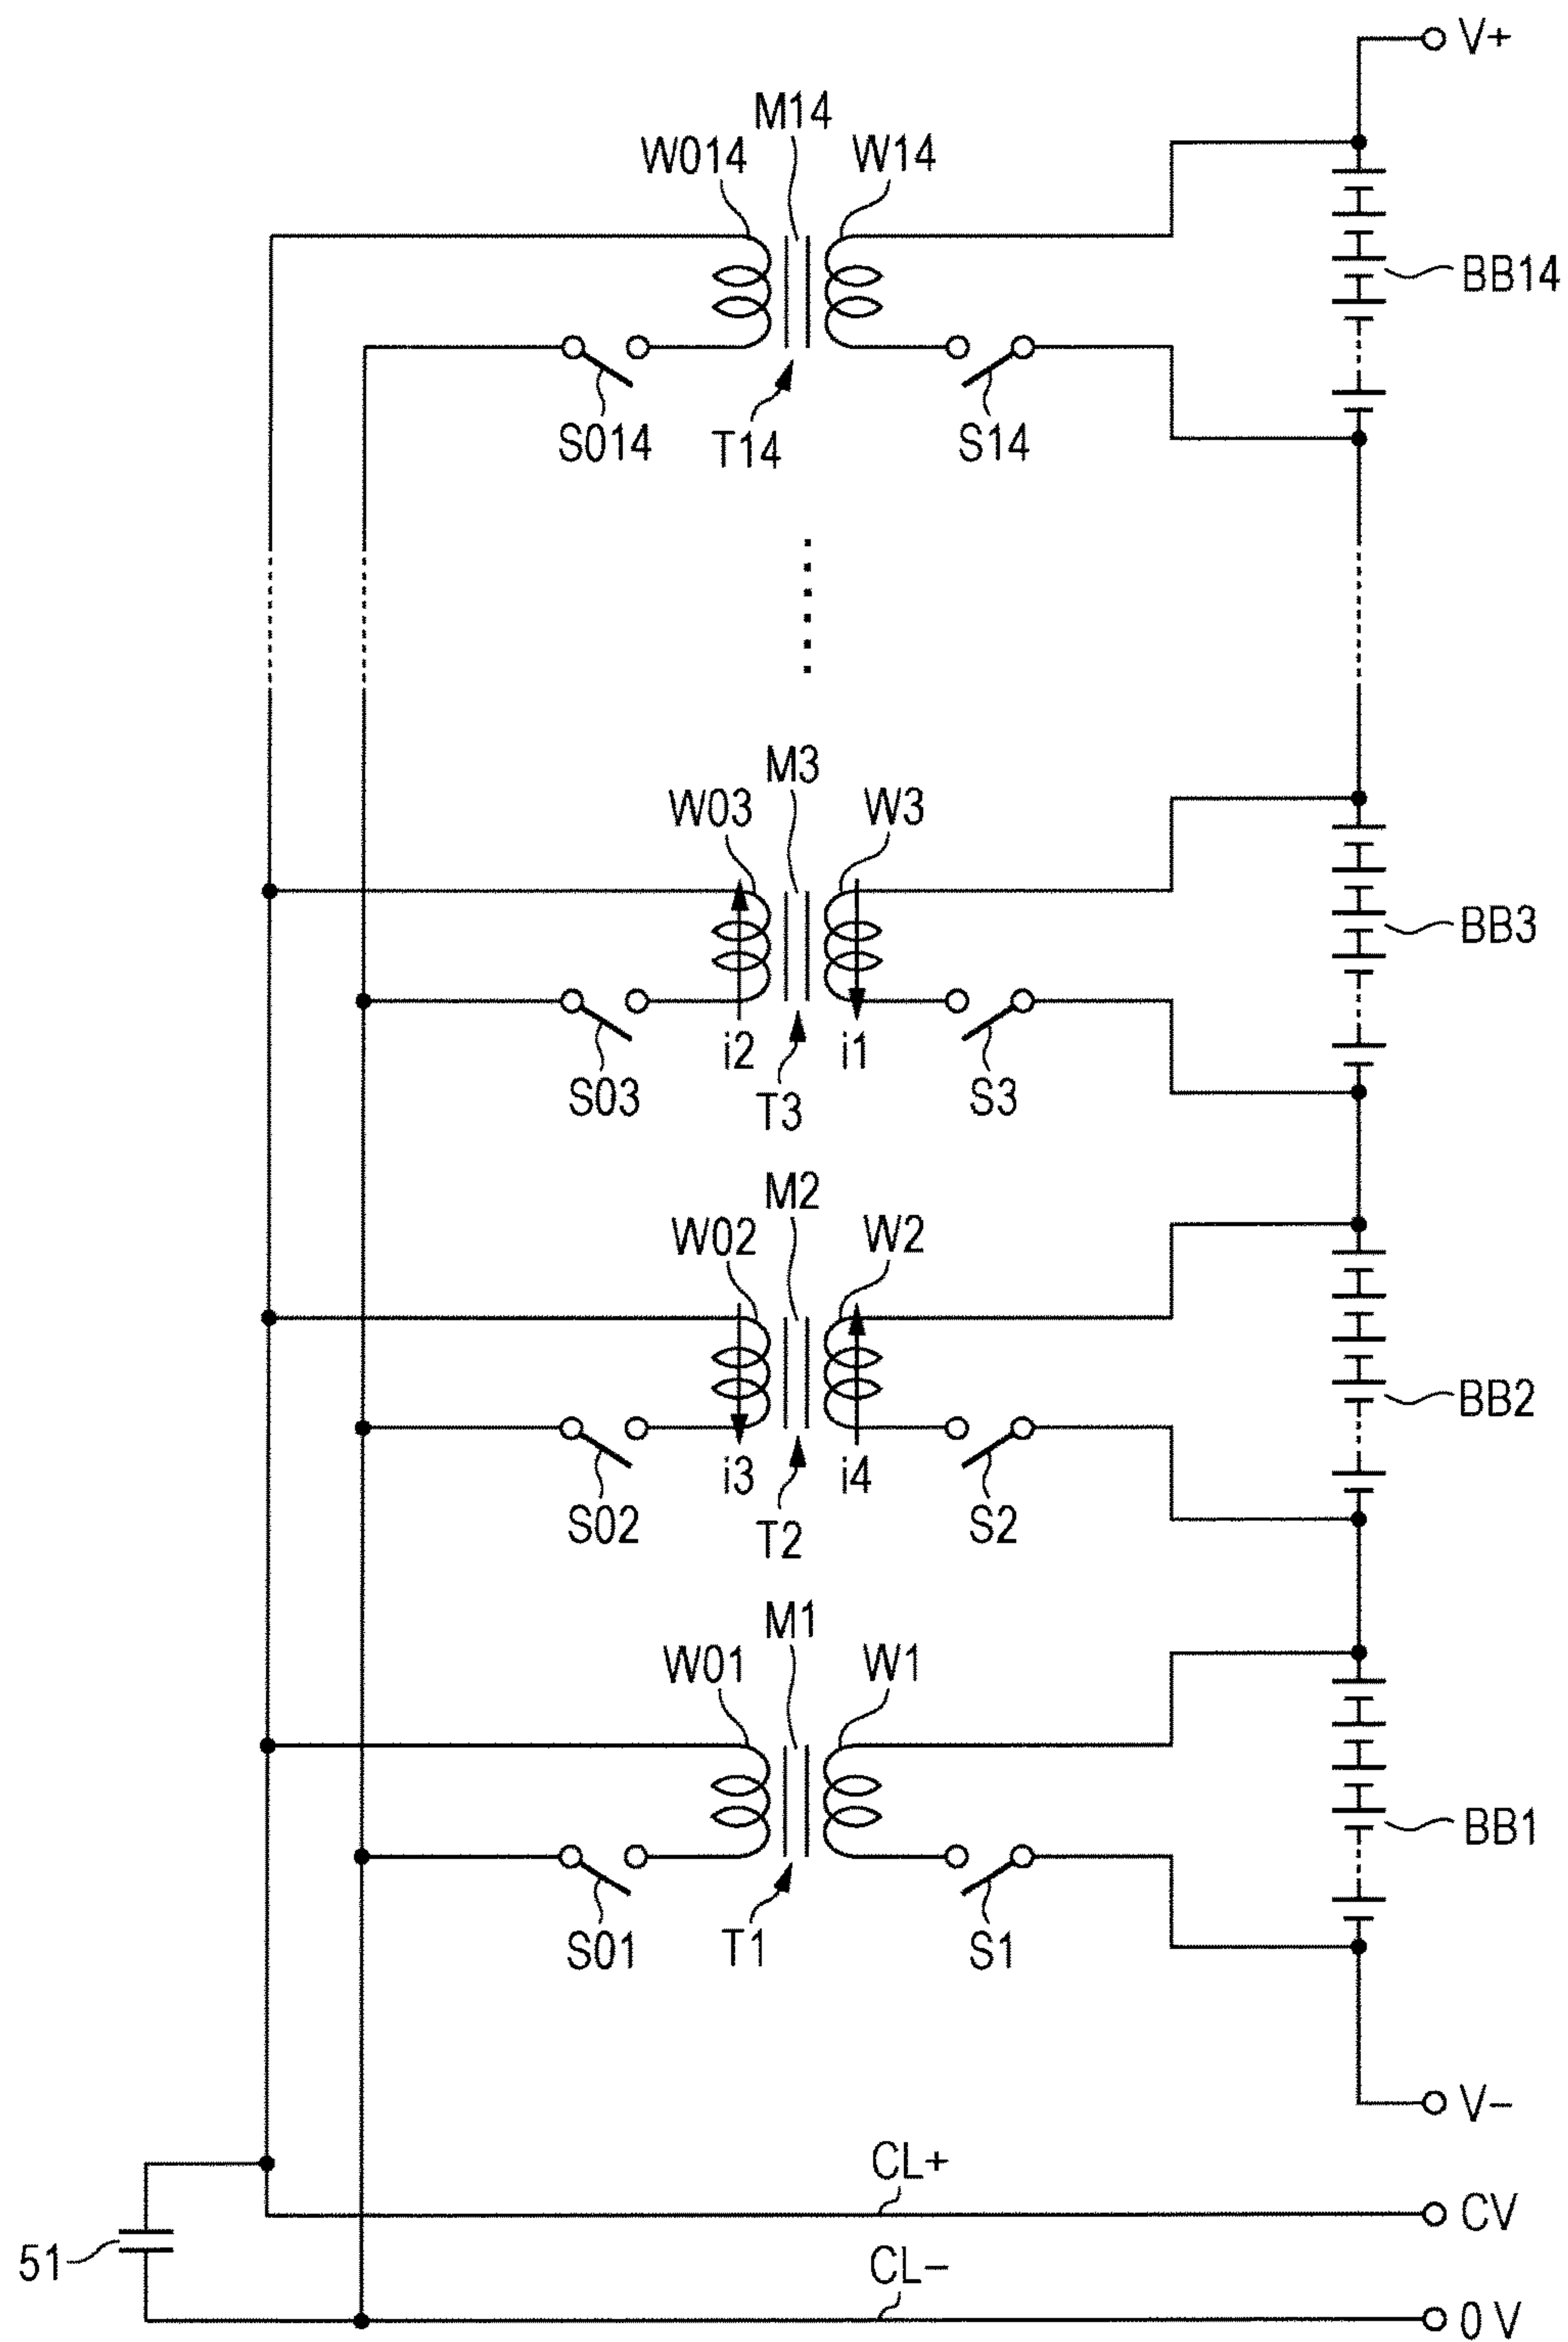 V+
M14
W014 W14
BB14
S014 T14 S14
M3
W03 W3
BB3
i2 i1
S03 T3 S3
M2
W02 W2
BB2
i3 i4
S02 T2 S2
M1
W01 W1
BB1
S01 T1 S1
V−
CL+
CV
51
CL−
0 V